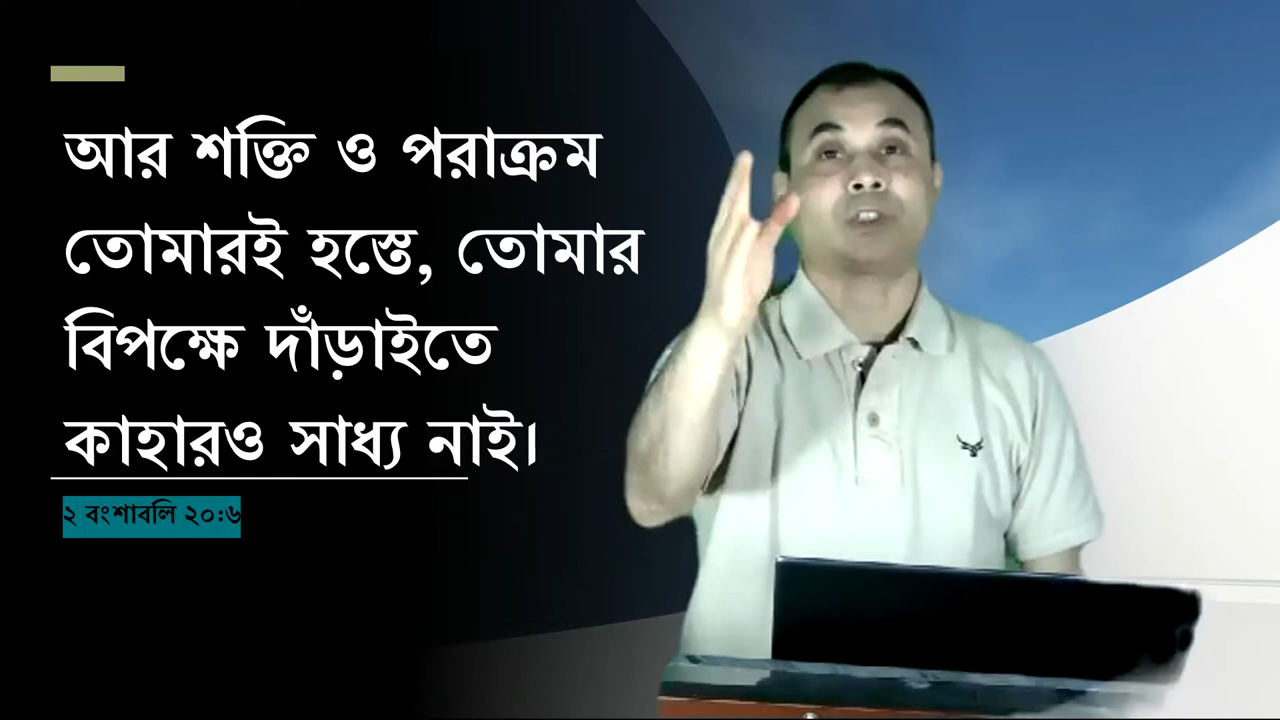 আর শক্তি ও পরাক্রম
তোমারই হস্তে, তোমার
বিপক্ষে দাঁড়াইতে
কাহারও সাধ্য নাই।
২ বংশাবলি ২০:৬